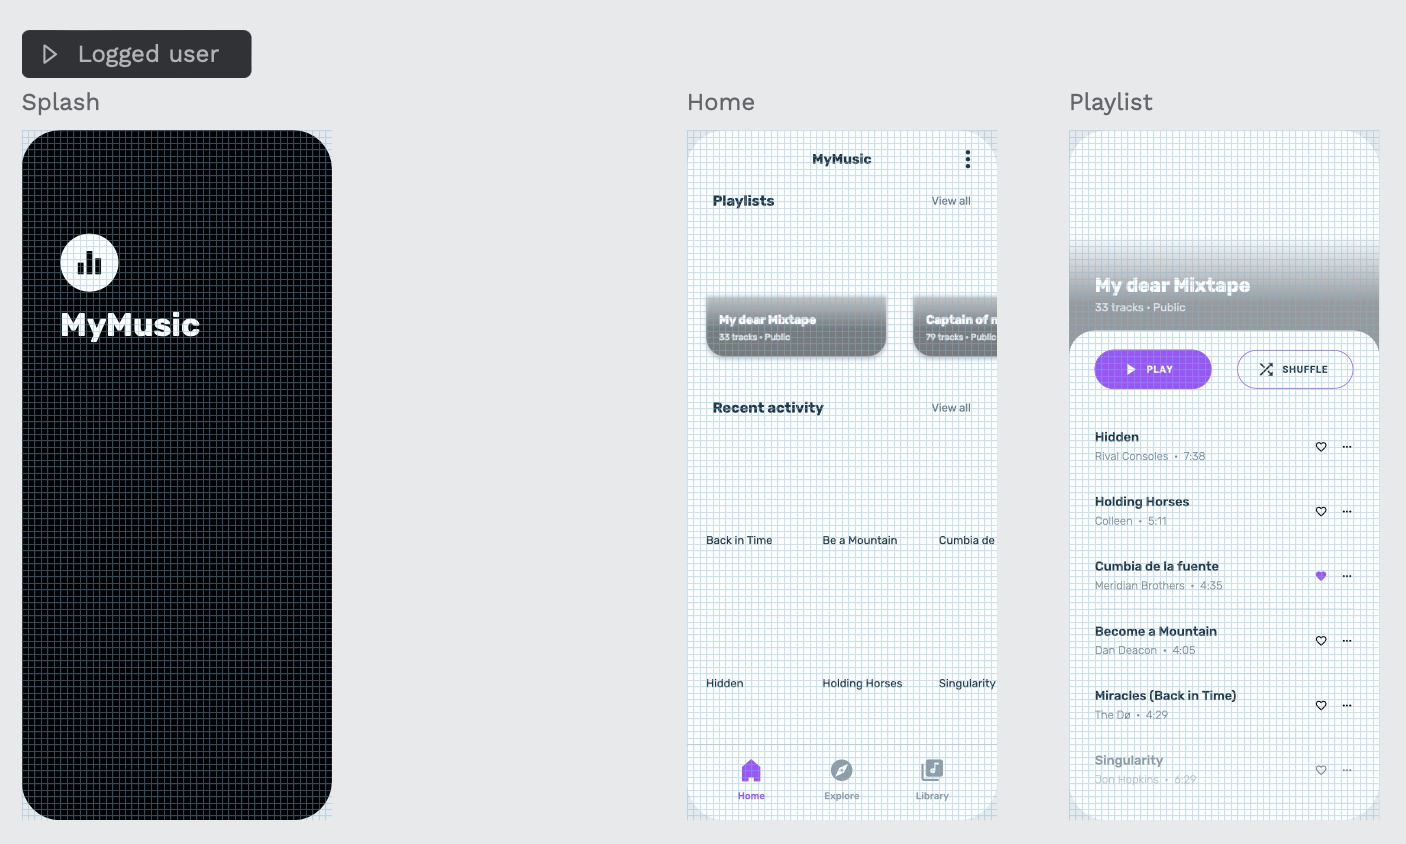 Logged user
Splash
MyMusic
Home
MyMusic
Playlists
View all
My dear Mixtape
33 tracks • Public
Captain of m
79 tracks • Public
Recent activity
View all
Back in Time
Be a Mountain
Cumbia de
Hidden
Holding Horses
Singularity
Home
Explore
Library
Playlist
My dear Mixtape
33 tracks • Public
PLAY
SHUFFLE
Hidden
Rival Consoles • 7:38
Holding Horses
Colleen • 5:11
Cumbia de la fuente
Meridian Brothers • 4:35
Become a Mountain
Dan Deacon • 4:05
Miracles (Back in Time)
The Dø • 4:29
Singularity
Jon Hopkins • 6:29